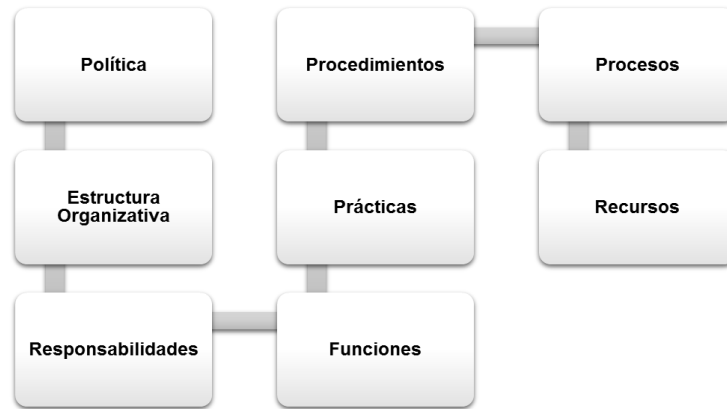 Política
Estructura
Organizativa
Responsabilidades
Funciones
Prácticas
Procedimientos
Procesos
Recursos